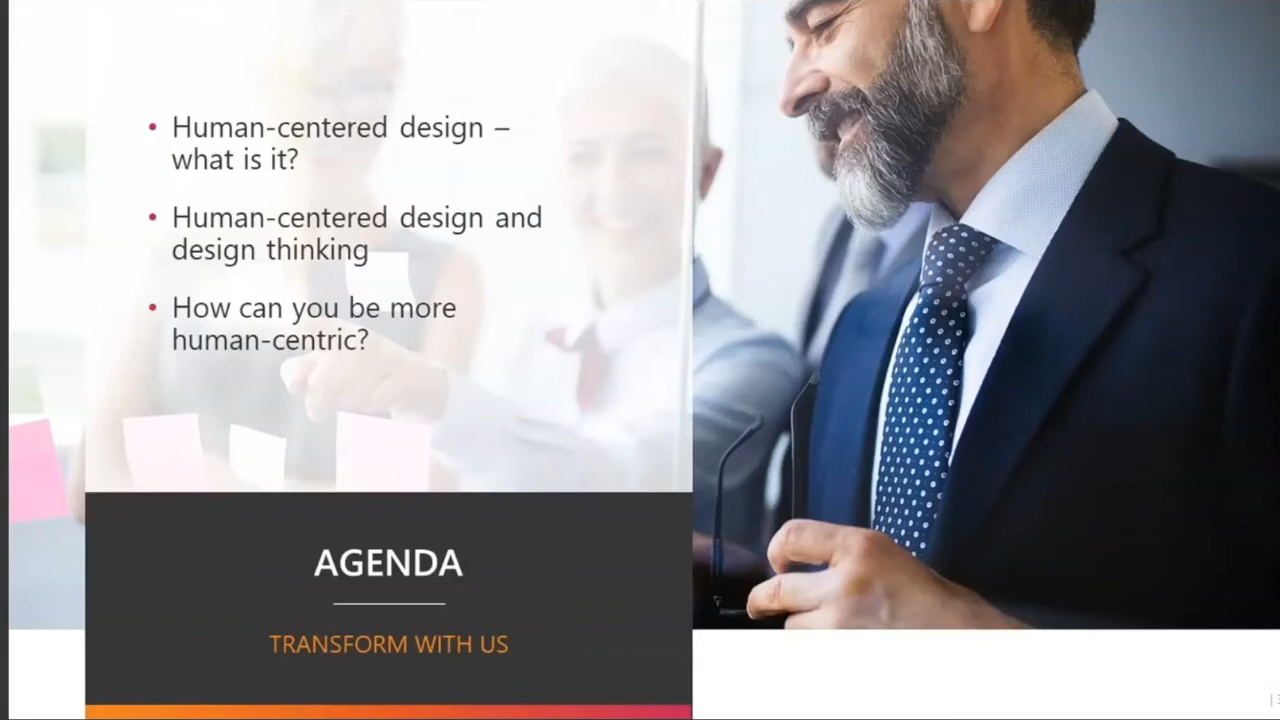 • Human-centered design –
what is it?
• Human-centered design and
design thinking
• How can you be more
human-centric?
AGENDA
TRANSFORM WITH US